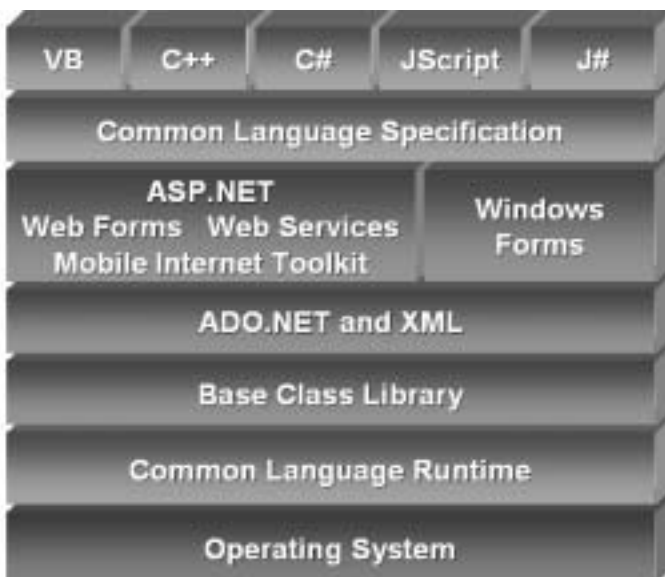 VB C++ C# JScript J#
Common Language Specification
ASP.NET
Web Forms Web Services
Mobile Internet Toolkit
Windows
Forms
ADO.NET and XML
Base Class Library
Common Language Runtime
Operating System